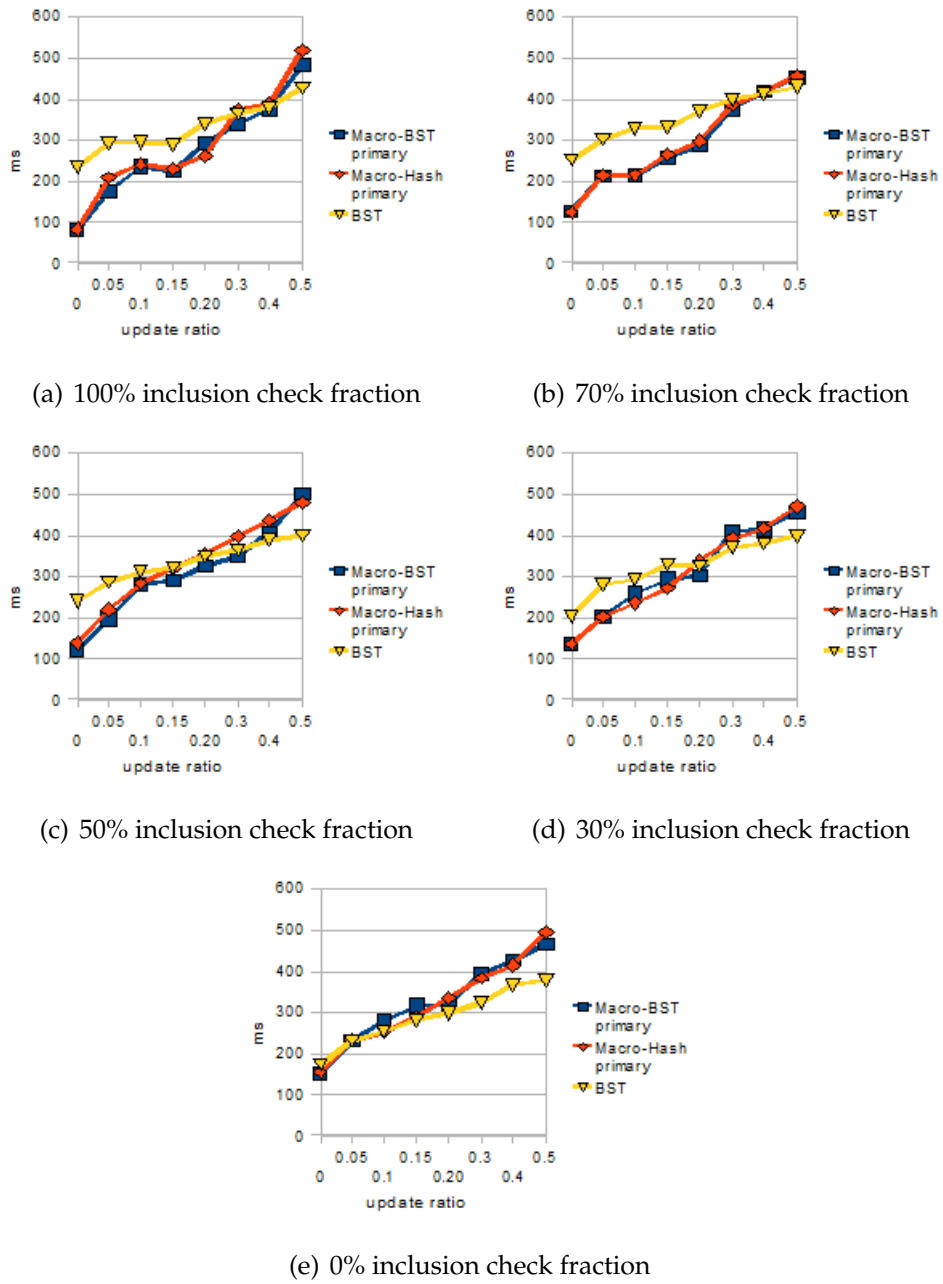 600
500
400
300
200
100
0
ms
0.05 0.15 0.3 0.5
0 0.1 0.20 0.4
update ratio
Macro-BST
primary
Macro-Hash
primary
BST
600
500
400
300
200
100
0
ms
0.05 0.15 0.3 0.5
0 0.1 0.20 0.4
update ratio
Macro-BST
primary
Macro-Hash
primary
BST
(a) 100% inclusion check fraction
(b) 70% inclusion check fraction
600
500
400
300
200
100
0
ms
0.05 0.15 0.3 0.5
0 0.1 0.20 0.4
update ratio
Macro-BST
primary
Macro-Hash
primary
BST
600
500
400
300
200
100
0
ms
0.05 0.15 0.3 0.5
0 0.1 0.20 0.4
update ratio
Macro-BST
primary
Macro-Hash
primary
BST
(c) 50% inclusion check fraction
(d) 30% inclusion check fraction
600
500
400
300
200
100
0
ms
0.05 0.15 0.3 0.5
0 0.1 0.20 0.4
update ratio
Macro-BST
primary
Macro-Hash
primary
BST
(e) 0% inclusion check fraction